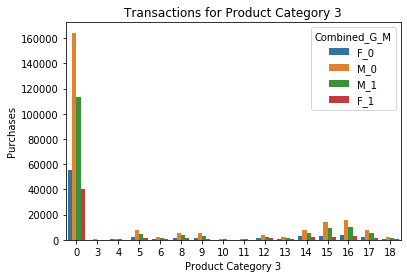 Transactions for Product Category 3
Combined_G_M
F_0
M_0
M_1
F_1
160000
140000
120000
100000
80000
60000
40000
20000
0
Purchases
0 3 4 5 6 8 9 10 11 12 13 14 15 16 17 18
Product Category 3